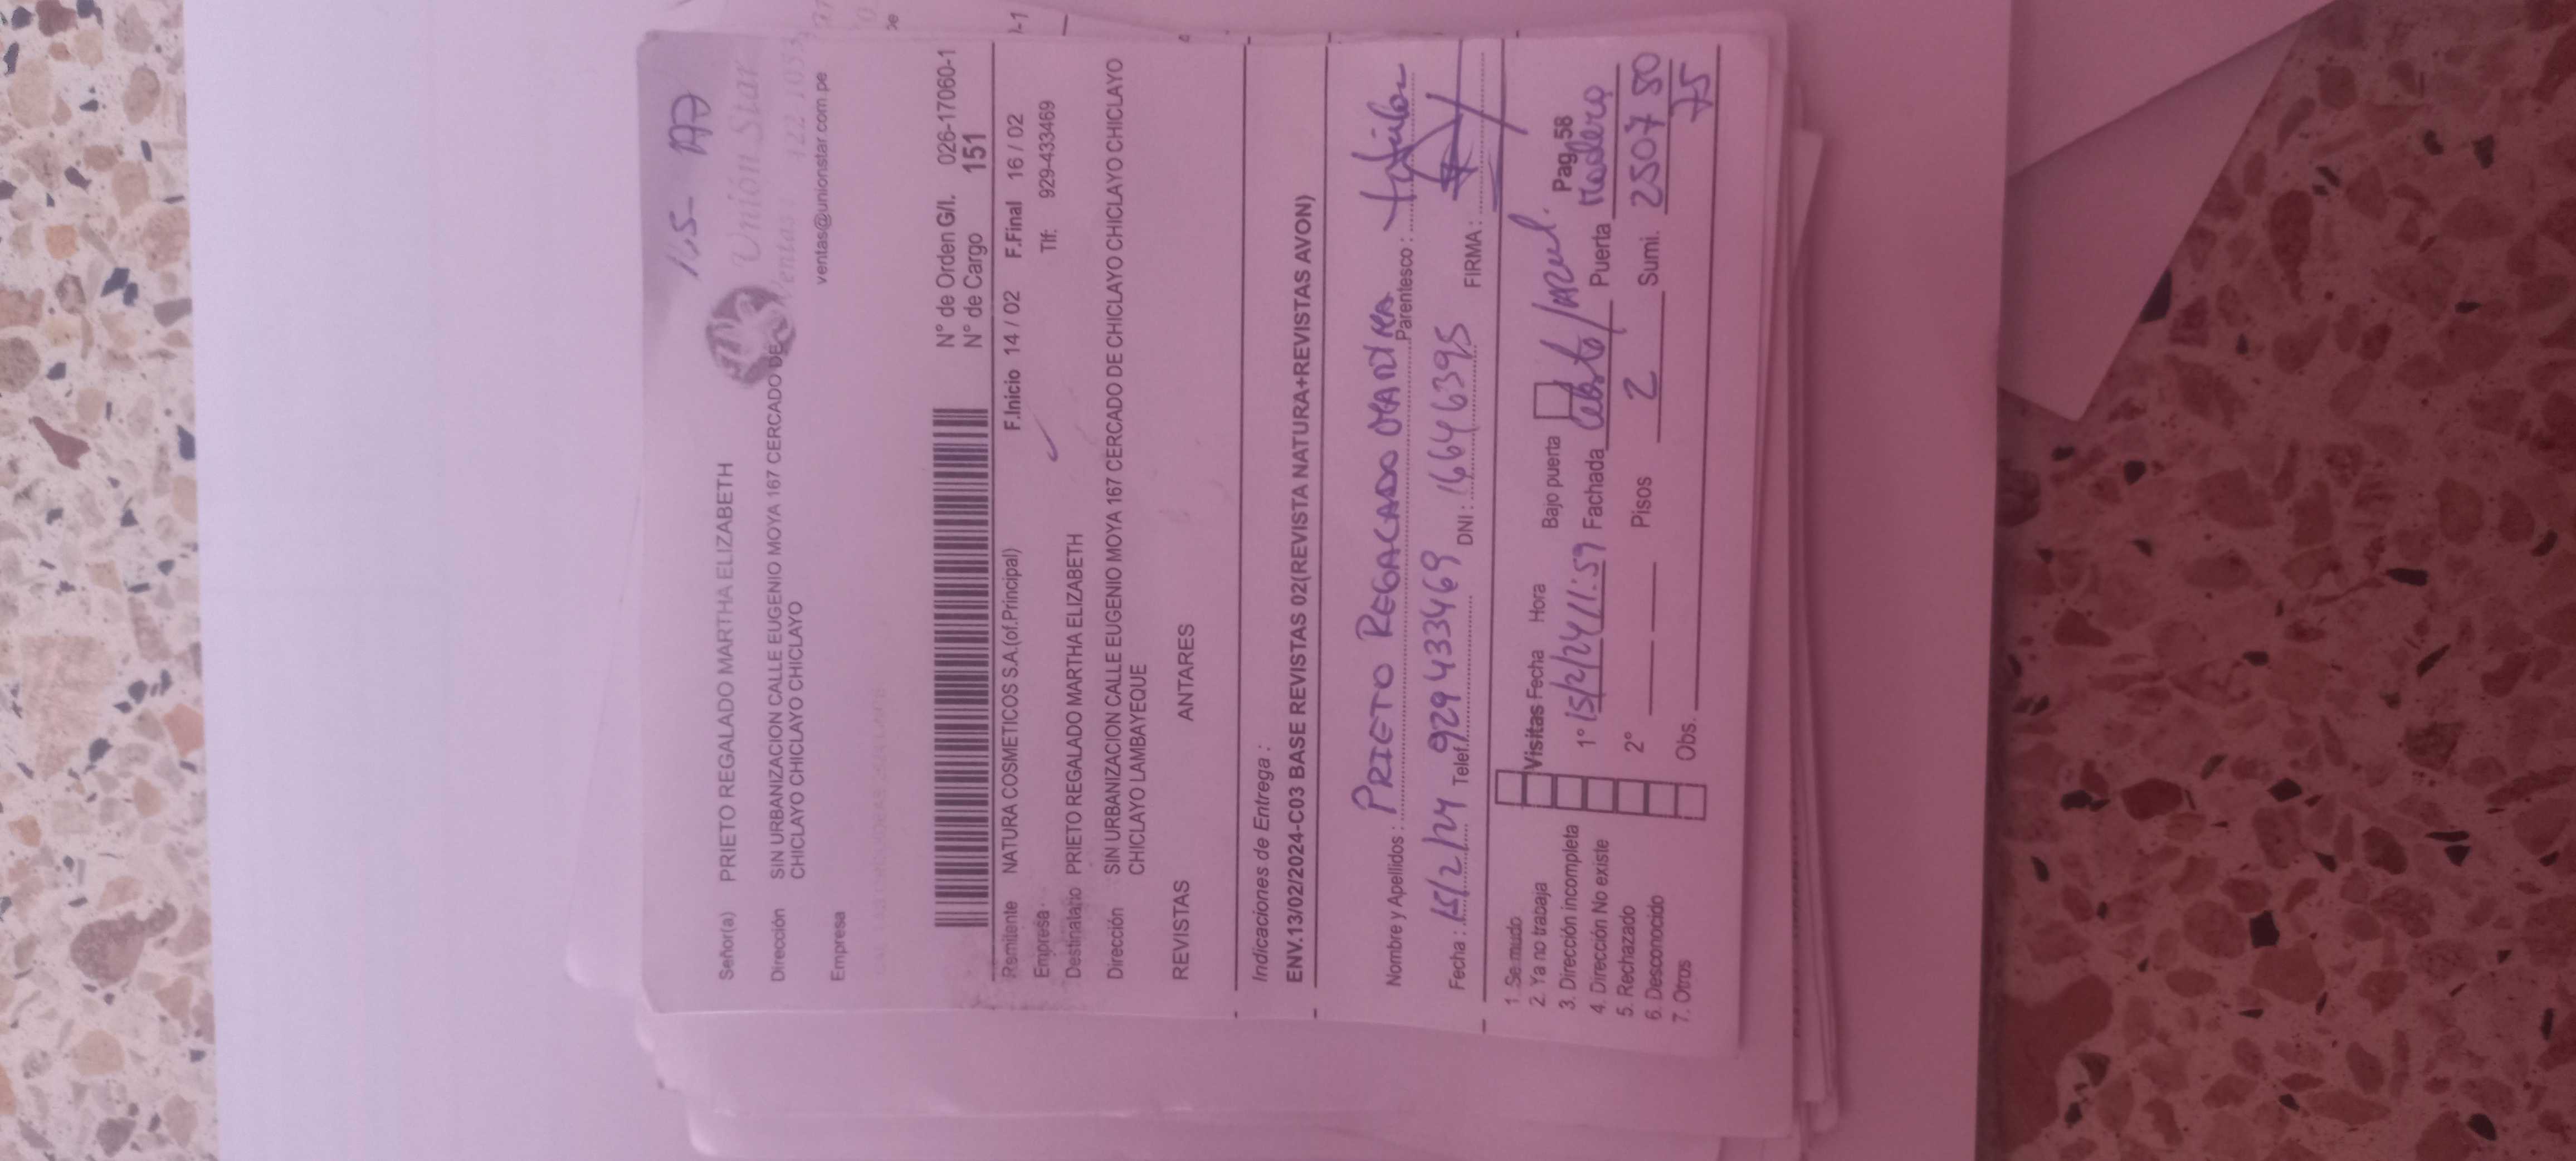 Unión Star
ventas@unionstar.com.pe
Señor(a) PRIETO REGALADO MARTHA ELIZABETH
Dirección SIN URBANIZACION CALLE EUGENIO MOYA 167 CERCADO DE
CHICLAYO CHICLAYO CHICLAYO
Empresa
N° de Orden G/I. 026-17060-1
N° de Cargo 151
Remitente NATURA COSMETICOS S.A.(of.Principal) F.Inicio 14 / 02 F.Final 16 / 02
Empresa Tlf: 929-433469
Destinatario PRIETO REGALADO MARTHA ELIZABETH
Dirección SIN URBANIZACION CALLE EUGENIO MOYA 167 CERCADO DE CHICLAYO CHICLAYO CHICLAYO
CHICLAYO LAMBAYEQUE
REVISTAS ANTARES
Indicaciones de Entrega :
ENV.13/02/2024-C03 BASE REVISTAS 02(REVISTA NATURA+REVISTAS AVON)
Nombre y Apellidos : PRIETO REGALADO MARTHA Parentesco : titular
Fecha : 15/2/24 Telef. 929433469 DNI : 16646395 FIRMA :
1. Se mudo
2. Ya no trabaja Visitas Fecha Hora Bajo puerta Pag 58
3. Dirección incompleta 1° 15/2/24 11:59 Fachada Puerta Madera
4. Dirección No existe
5. Rechazado 2° Pisos 2 Sumi. 250780
6. Desconocido 75
7. Otros Obs.